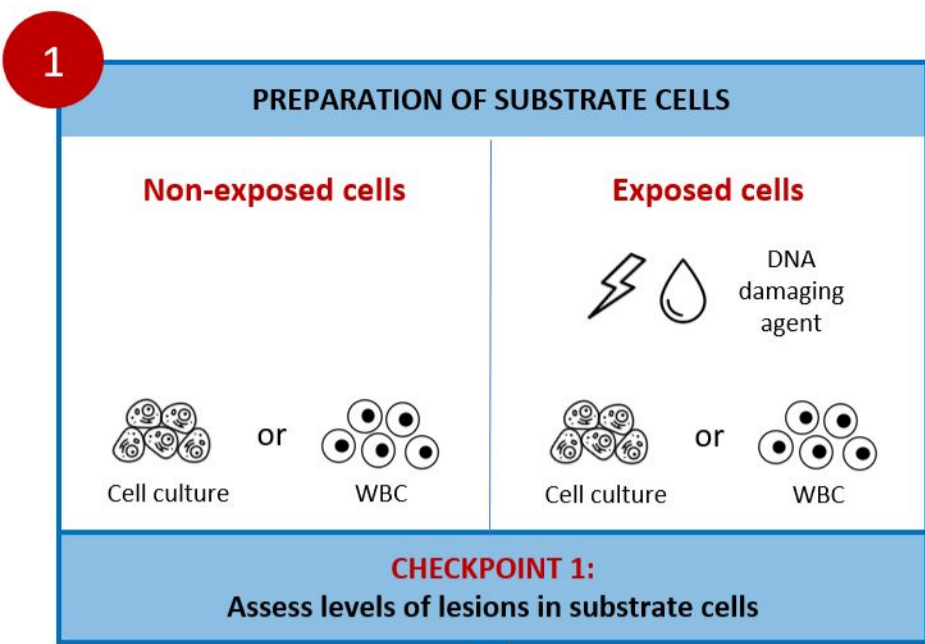 1
PREPARATION OF SUBSTRATE CELLS
Non-exposed cells
Exposed cells
DNA
damaging
agent
or
Cell culture
WBC
or
Cell culture
WBC
CHECKPOINT 1:
Assess levels of lesions in substrate cells